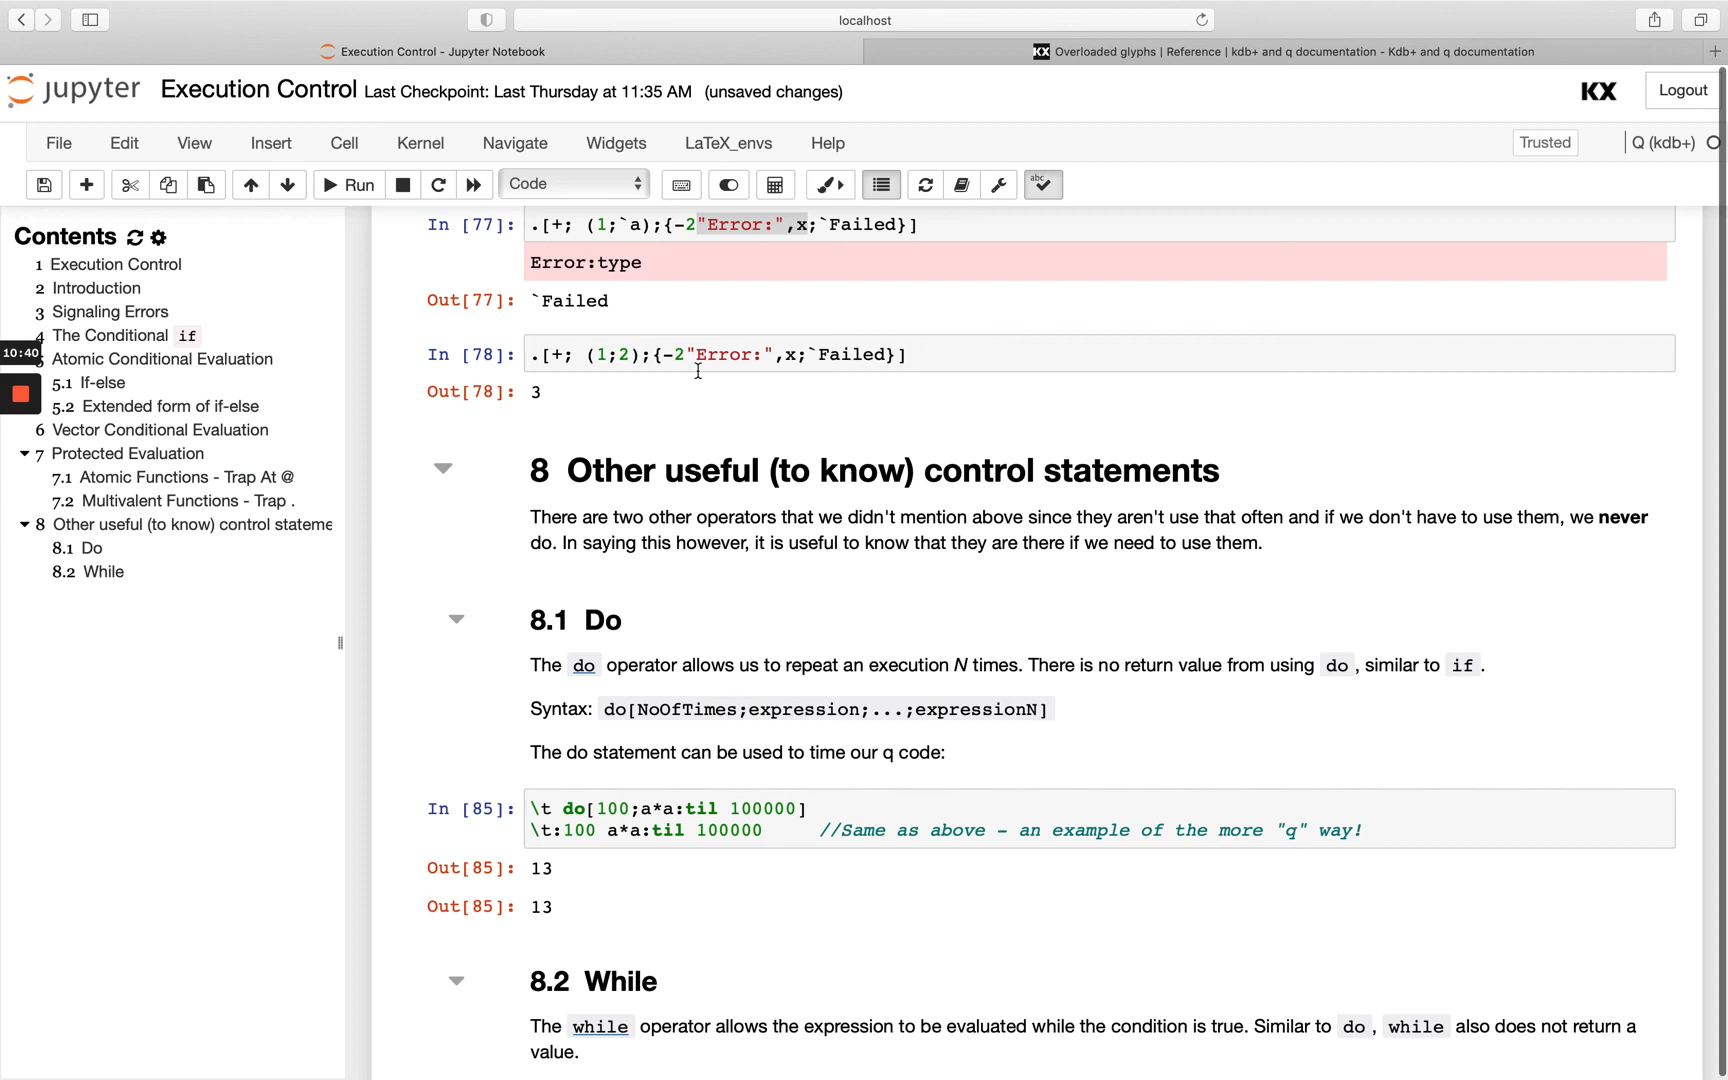 localhost
Execution Control - Jupyter Notebook
KX Overloaded glyphs | Reference | kdb+ and q documentation - Kdb+ and q documentation
jupyter Execution Control Last Checkpoint: Last Thursday at 11:35 AM (unsaved changes)
KX
Logout
File Edit View Insert Cell Kernel Navigate Widgets LaTeX_envs Help
Trusted
Q (kdb+)
Run
Code
abc
Contents
1 Execution Control
2 Introduction
3 Signaling Errors
4 The Conditional if
10:40
Atomic Conditional Evaluation
5.1 If-else
5.2 Extended form of if-else
6 Vector Conditional Evaluation
7 Protected Evaluation
7.1 Atomic Functions - Trap At @
7.2 Multivalent Functions - Trap .
8 Other useful (to know) control stateme
8.1 Do
8.2 While
In [77]: .[+; (1;`a);{-2"Error:",x;`Failed}]
Error:type
Out[77]: `Failed
In [78]: .[+; (1;2);{-2"Error:",x;`Failed}]
Out[78]: 3
8 Other useful (to know) control statements
There are two other operators that we didn't mention above since they aren't use that often and if we don't have to use them, we never
do. In saying this however, it is useful to know that they are there if we need to use them.
8.1 Do
The do operator allows us to repeat an execution N times. There is no return value from using do , similar to if .
Syntax: do[NoOfTimes;expression;...;expressionN]
The do statement can be used to time our q code:
In [85]: \t do[100;a*a:til 100000]
\t:100 a*a:til 100000 //Same as above - an example of the more "q" way!
Out[85]: 13
Out[85]: 13
8.2 While
The while operator allows the expression to be evaluated while the condition is true. Similar to do , while also does not return a
value.